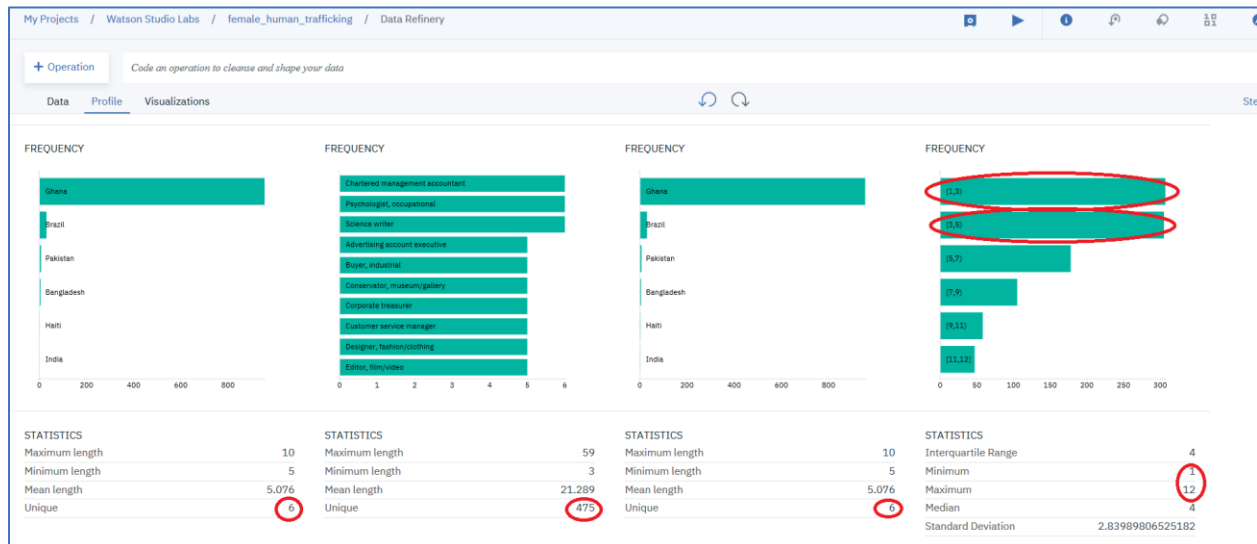 My Projects / Watson Studio Labs / female_human_trafficking / Data Refinery
+ Operation Code an operation to cleanse and shape your data
Data Profile Visualizations Ste
FREQUENCY FREQUENCY FREQUENCY FREQUENCY
Ghana
Brazil
Pakistan
Bangladesh
Haiti
India
0 200 400 600 800
Chartered management accountant
Psychologist, occupational
Science writer
Advertising account executive
Buyer, industrial
Conservator, museum/gallery
Corporate treasurer
Customer service manager
Designer, fashion/clothing
Editor, film/video
0 1 2 3 4 5 6
Ghana
Brazil
Pakistan
Bangladesh
Haiti
India
0 200 400 600 800
[1,3)
[3,5)
[5,7)
[7,9)
[9,11)
[11,12]
0 50 100 150 200 250 300
STATISTICS
Maximum length 10
Minimum length 5
Mean length 5.076
Unique 6
STATISTICS
Maximum length 59
Minimum length 3
Mean length 21.289
Unique 475
STATISTICS
Maximum length 10
Minimum length 5
Mean length 5.076
Unique 6
STATISTICS
Interquartile Range 4
Minimum 1
Maximum 12
Median 4
Standard Deviation 2.83989806525182